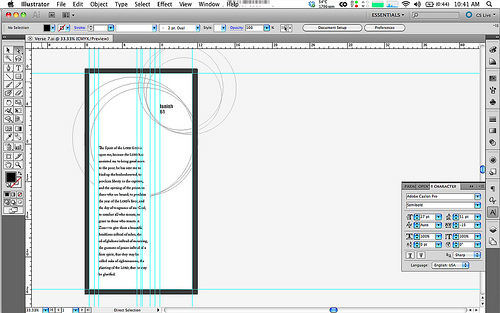 Illustrator File Edit Object Type Select Effect View Window Help
54°C
(0:44) 10:41 AM
Ai
ESSENTIALS
CS Live
No Selection
Stroke:
2 pt. Oval
Style:
Opacity: 100
Document Setup
Preferences
Verse 7.ai @ 33.33% (CMYK/Preview)
Isaiah
61
The Spirit of the LORD GOD is
upon me, because the LORD has
anointed me to bring good news
to the poor; he has sent me to
bind up the brokenhearted, to
proclaim liberty to the captives,
and the opening of the prison to
those who are bound; to proclaim
the year of the LORD's favor, and
the day of vengeance of our God;
to comfort all who mourn; to
grant to those who mourn in
Zion—to give them a beautiful
headdress instead of ashes, the
oil of gladness instead of mourning,
the garment of praise instead of a
faint spirit; that they may be
called oaks of righteousness, the
planting of the LORD, that he may
be glorified.
CHARACTER
Adobe Caslon Pro
Semibold
27 pt
51 pt
Auto
-25
100%
100%
0 pt
0°
Sharp
Language: English: USA
33.33%
1
Direct Selection